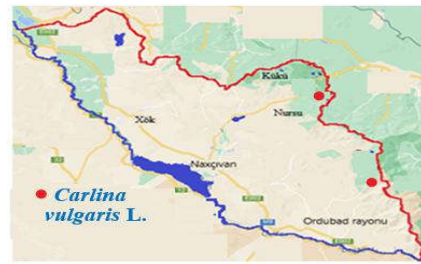 Kükü
Nursu
Xok
Naxçıvan
Carlina
vulgaris L.
Ordubad rayonu